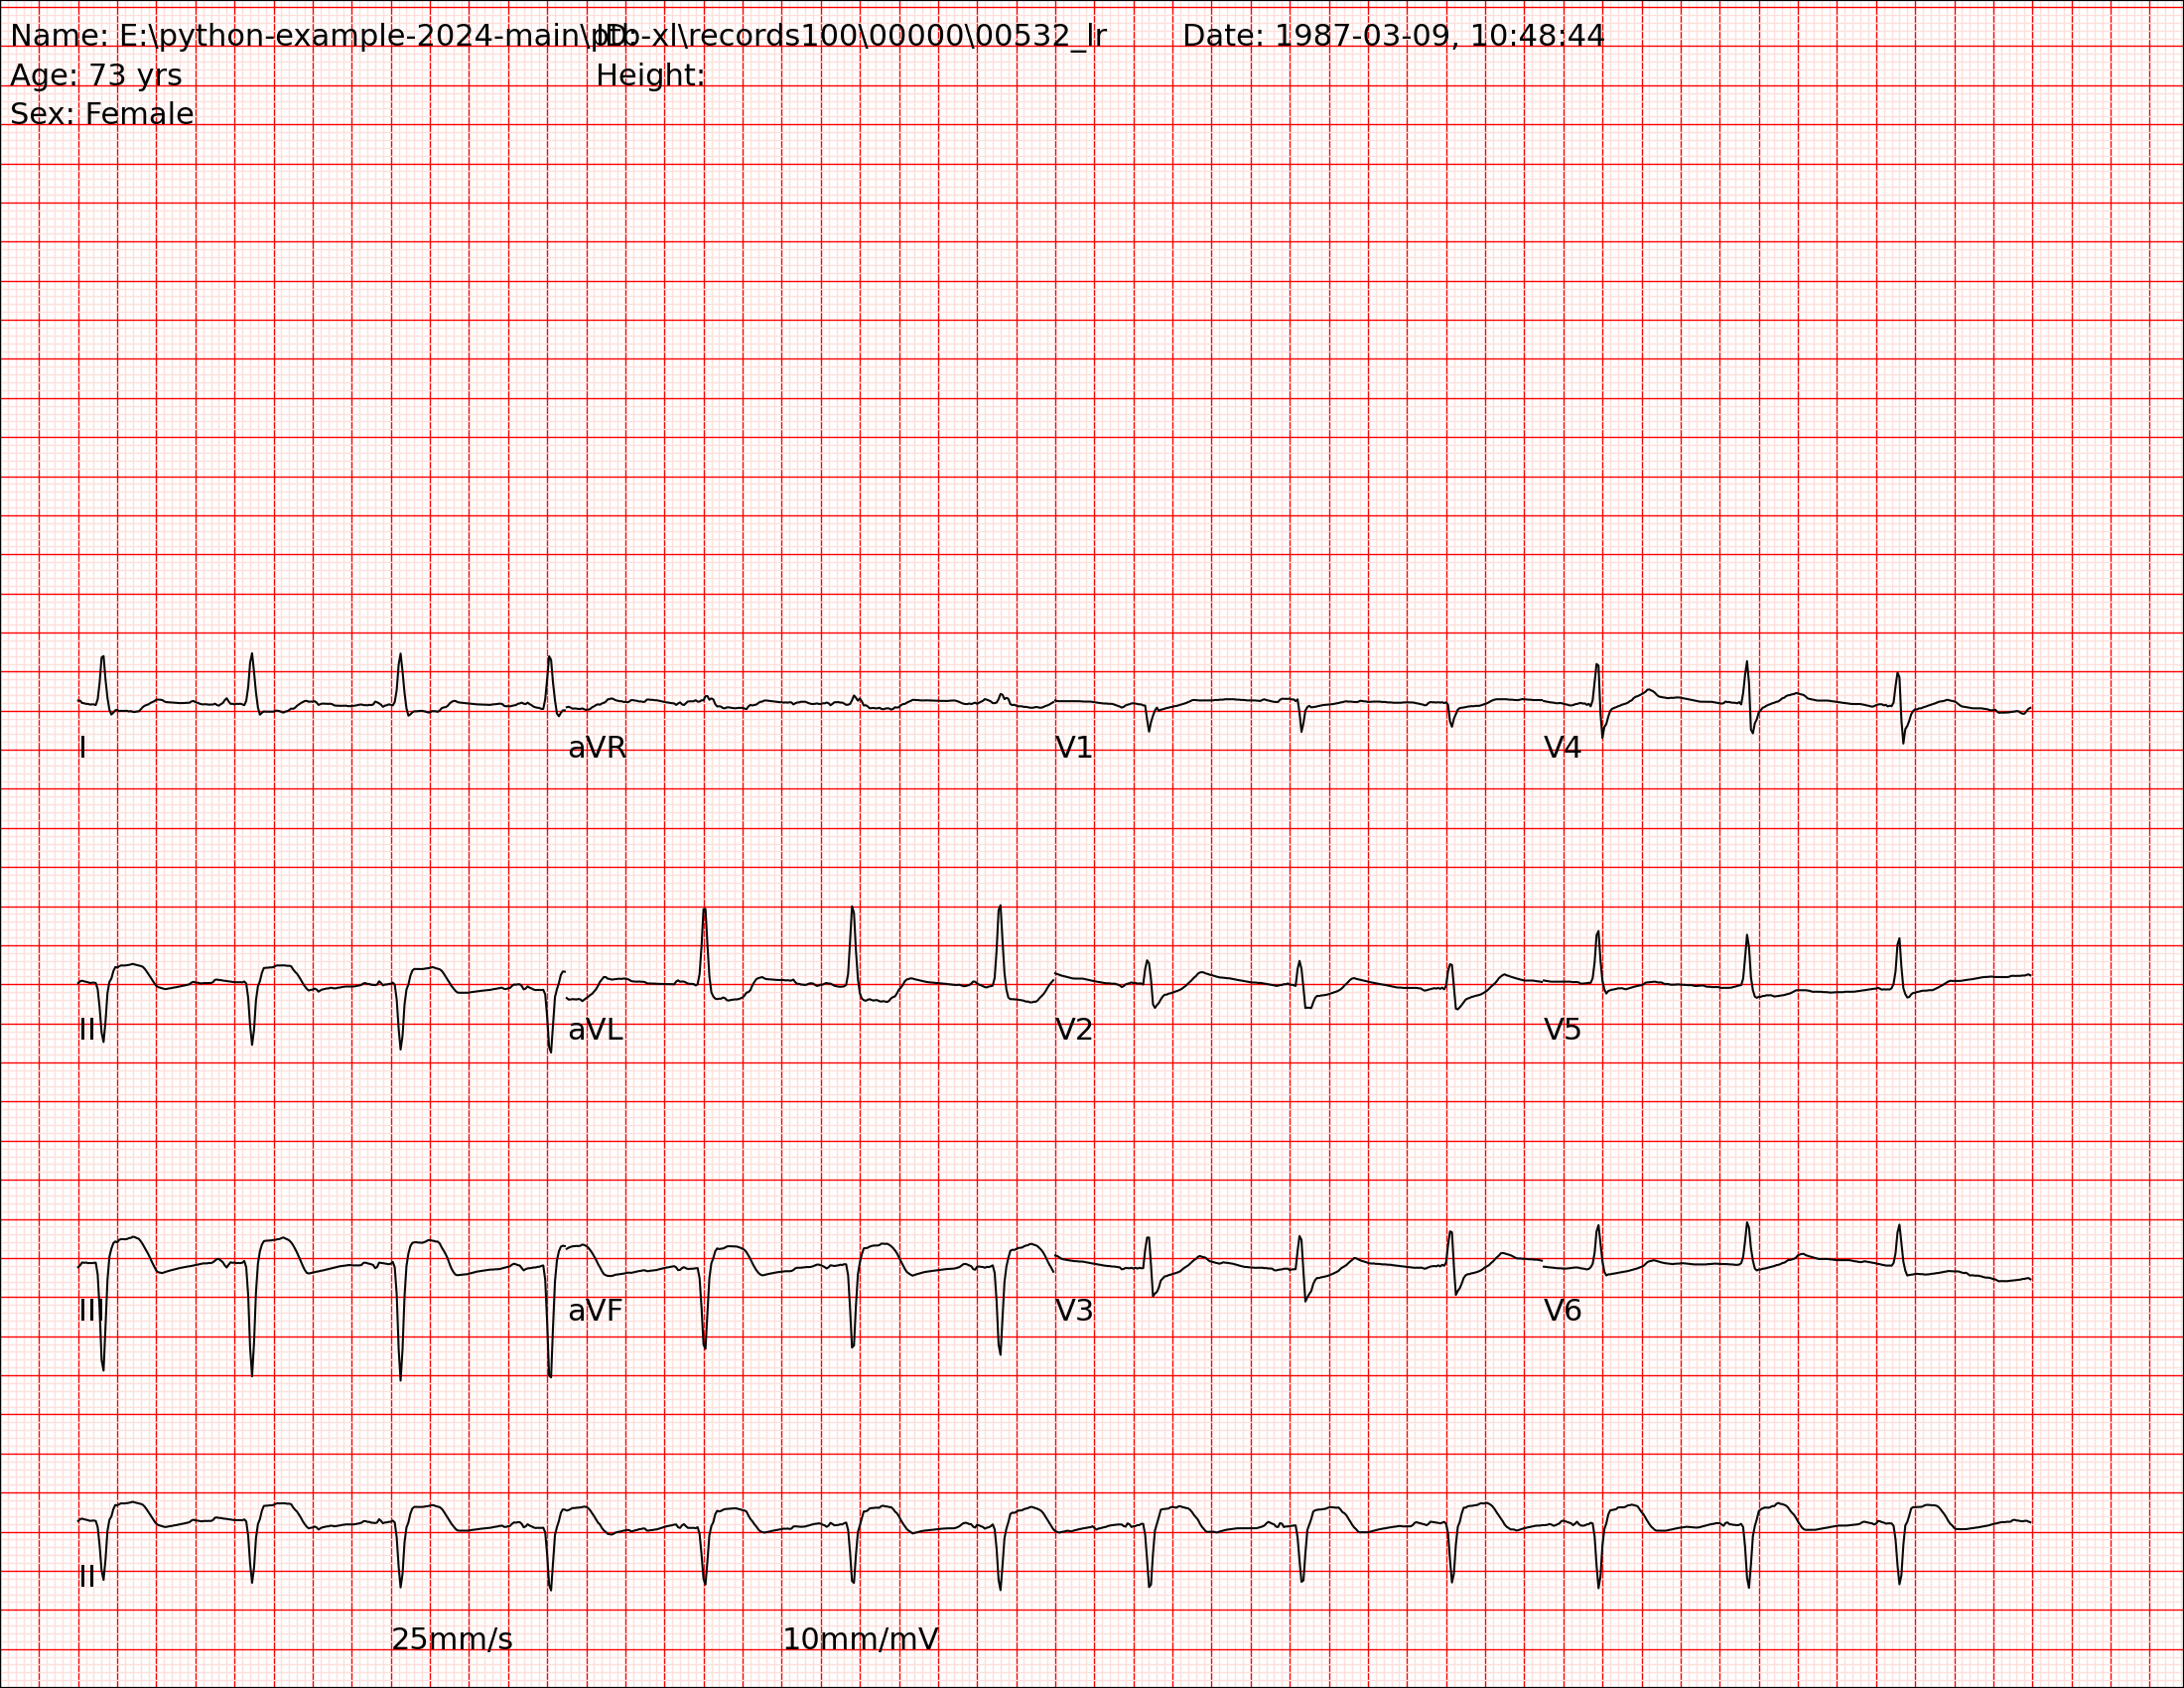 Name: E:\python-example-2024-main\ptb-xl\records100\00000\00532_lr ID: Date: 1987-03-09, 10:48:44
Age: 73 yrs Height:
Sex: Female
I aVR V1 V4
II aVL V2 V5
III aVF V3 V6
II
25mm/s 10mm/mV